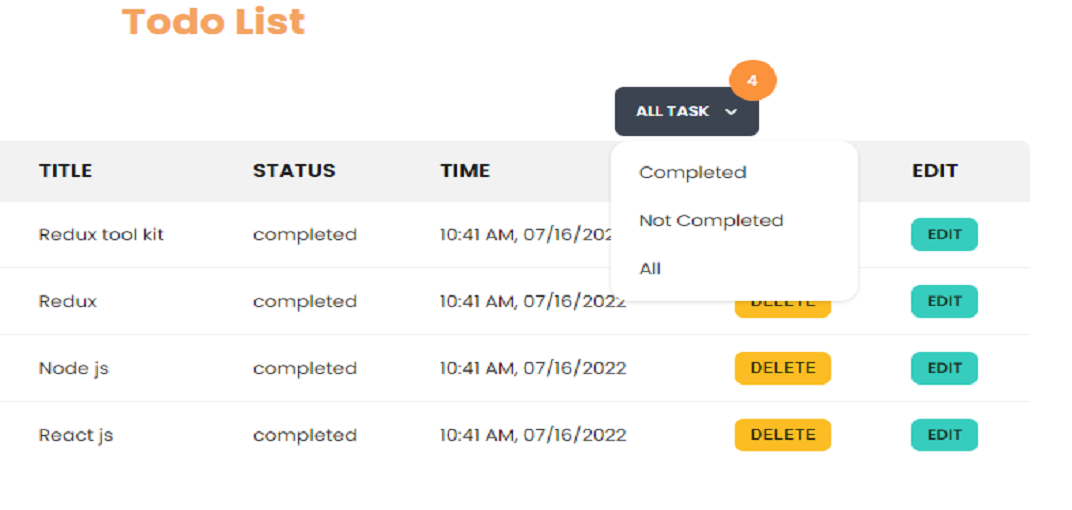 Todo List
4
ALL TASK
TITLE STATUS TIME EDIT
Completed
Not Completed
All
Redux tool kit completed 10:41 AM, 07/16/202 EDIT
Redux completed 10:41 AM, 07/16/2022 DELETE EDIT
Node js completed 10:41 AM, 07/16/2022 DELETE EDIT
React js completed 10:41 AM, 07/16/2022 DELETE EDIT